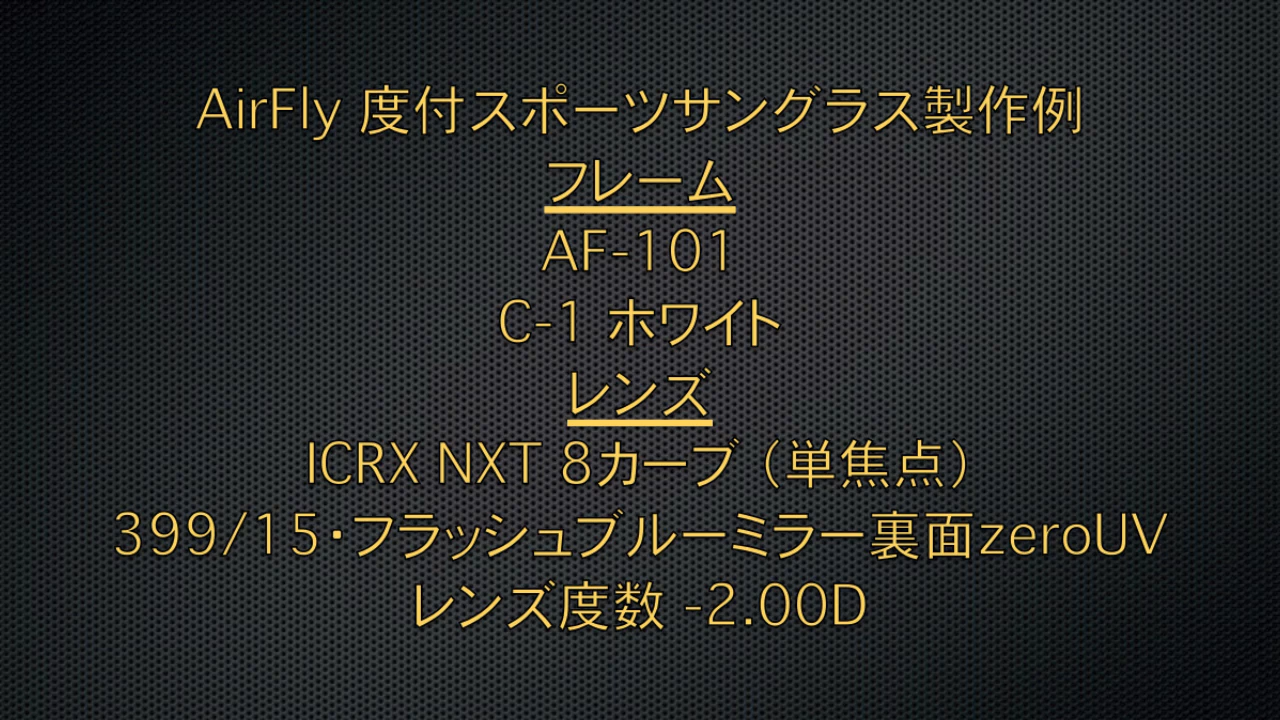 AirFly 度付スポーツサングラス製作例
フレーム
AF-101
C-1 ホワイト
レンズ
ICRX NXT 8カーブ（単焦点）
399/15・フラッシュブルーミラー裏面zeroUV
レンズ度数 -2.00D